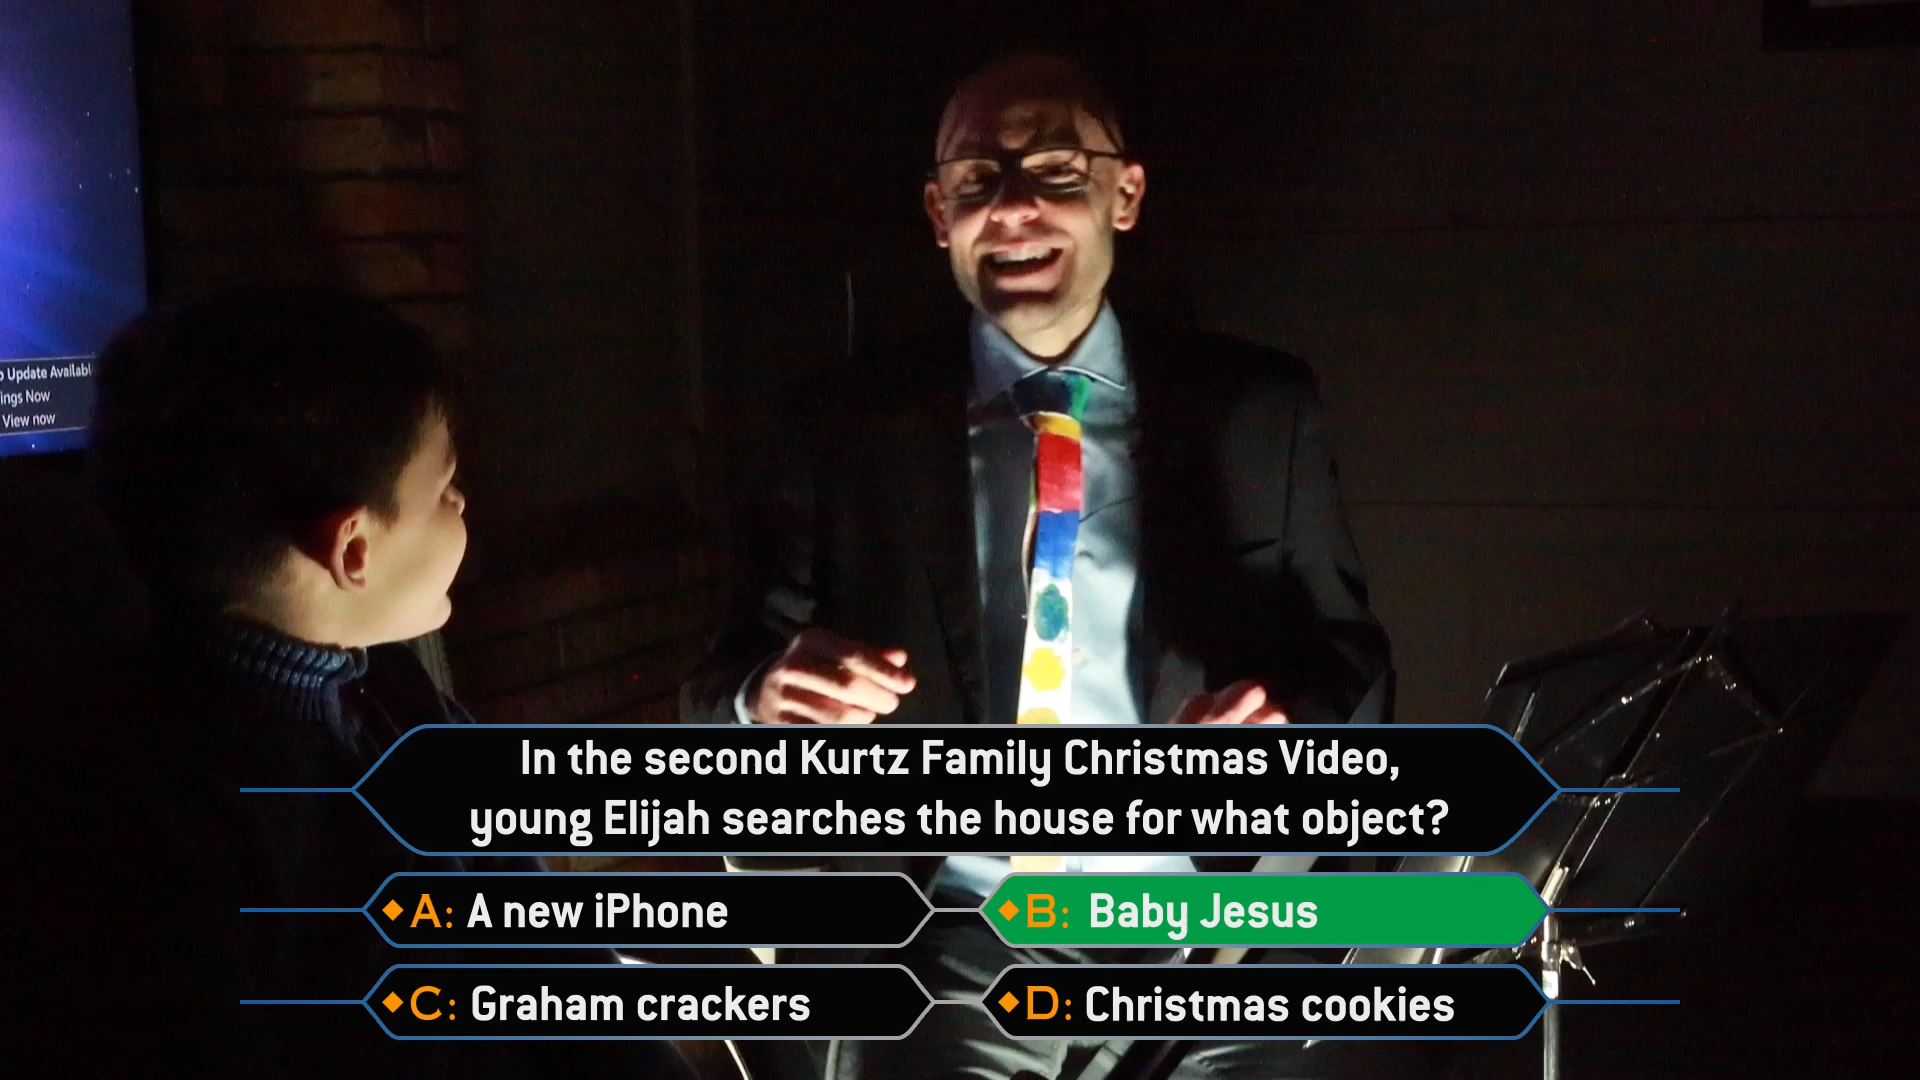 Update Available
ings Now
View now
In the second Kurtz Family Christmas Video,
young Elijah searches the house for what object?
A: A new iPhone
B: Baby Jesus
C: Graham crackers
D: Christmas cookies